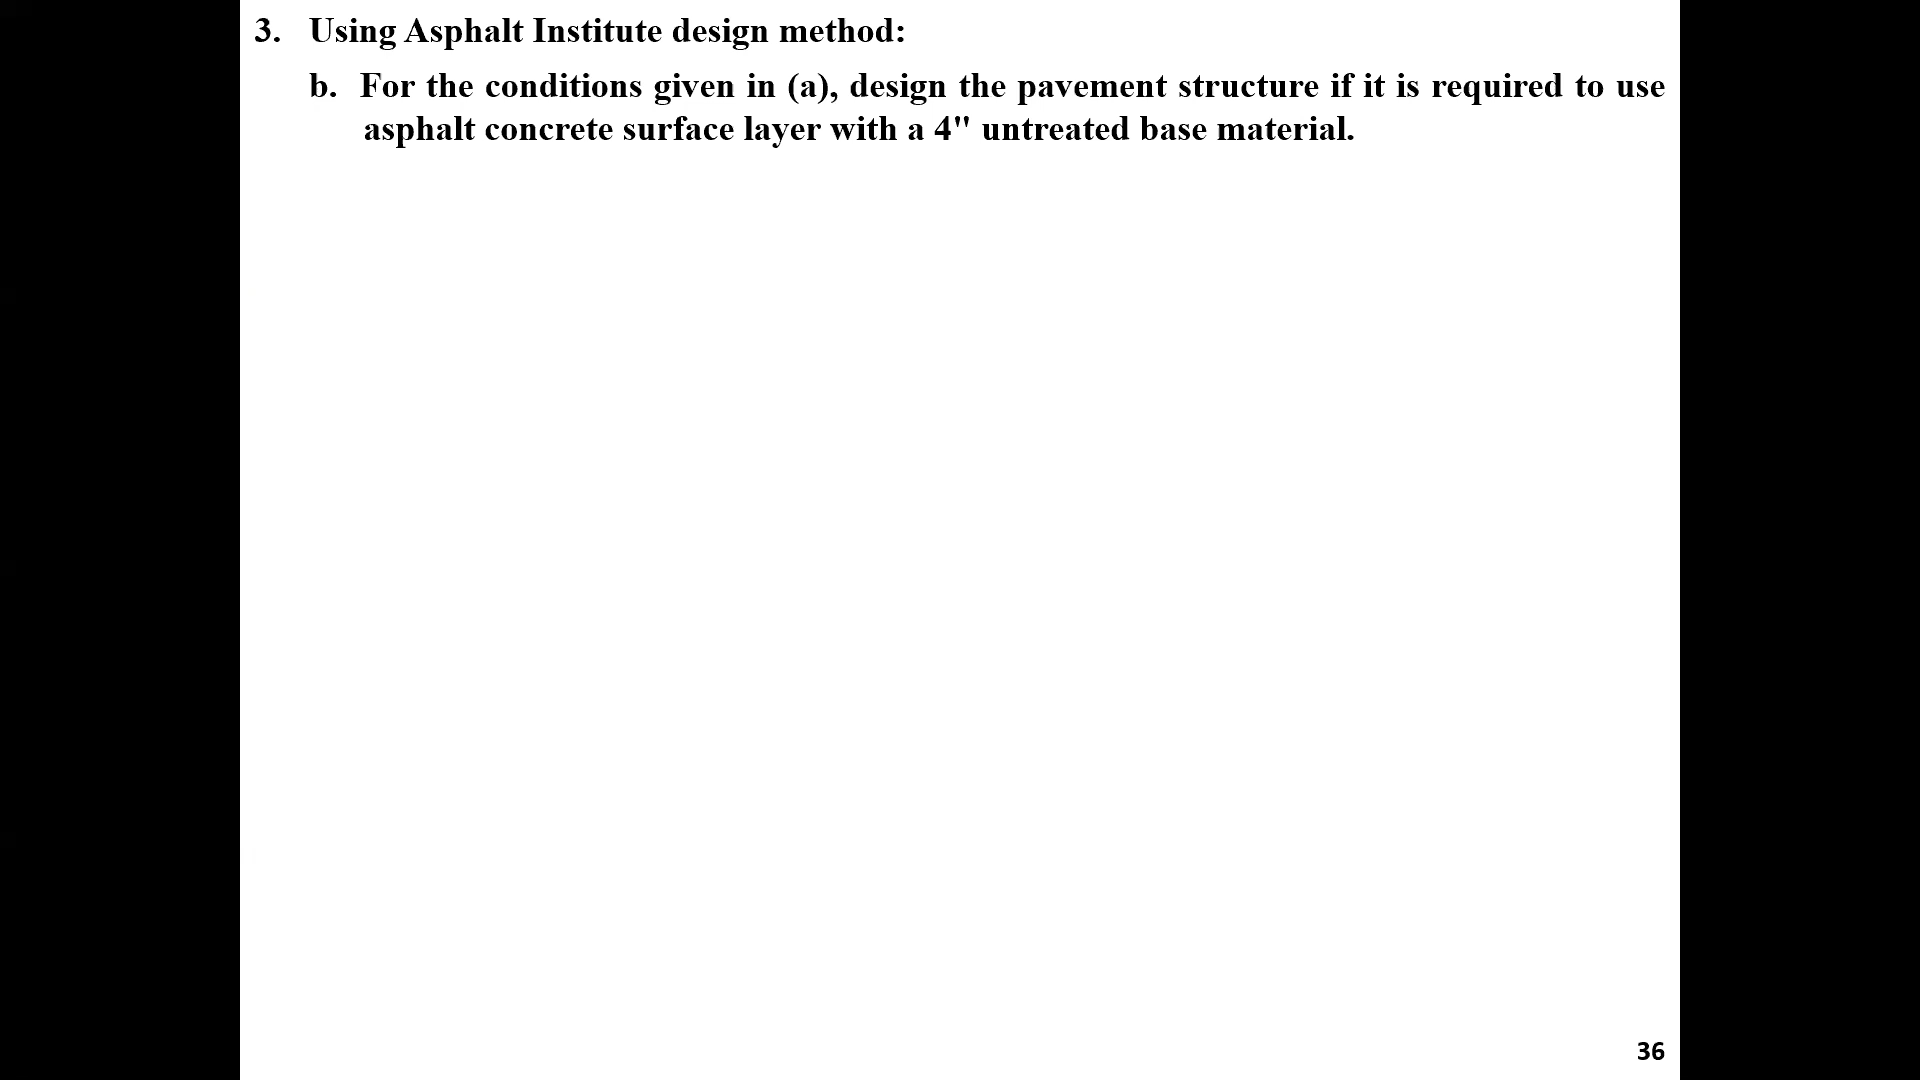 3. Using Asphalt Institute design method:
b. For the conditions given in (a), design the pavement structure if it is required to use
asphalt concrete surface layer with a 4" untreated base material.
36